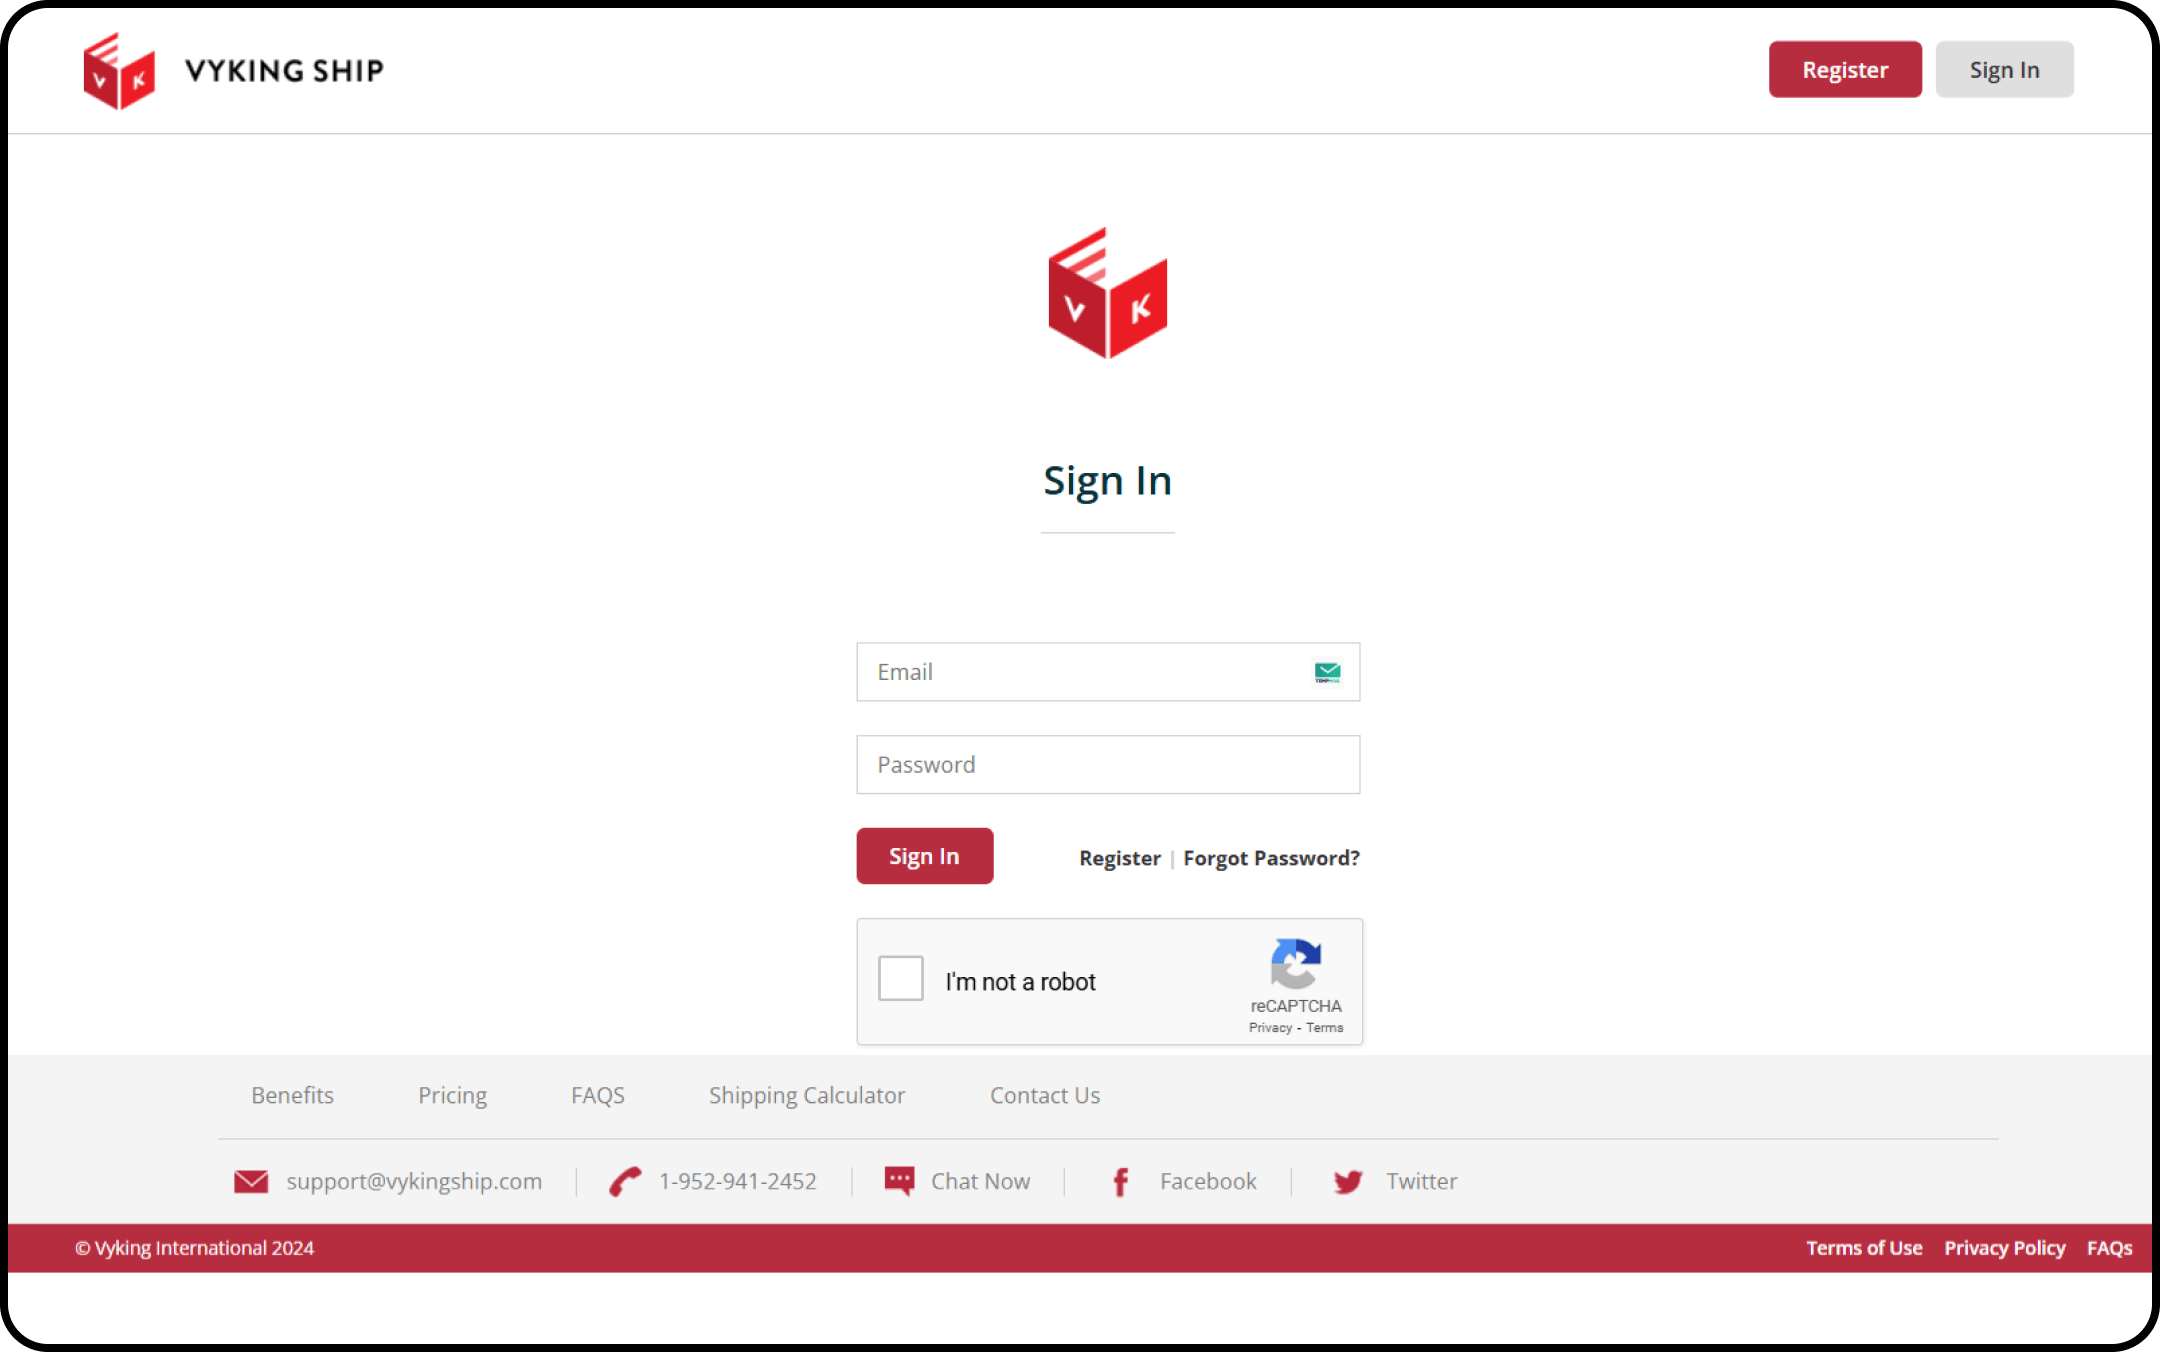 V K VYKING SHIP
Register Sign In
V K
Sign In
Email TEMPMAIL
Password
Sign In Register | Forgot Password?
I'm not a robot
reCAPTCHA
Privacy - Terms
Benefits Pricing FAQS Shipping Calculator Contact Us
support@vykingship.com 1-952-941-2452 Chat Now Facebook Twitter
© Vyking International 2024 Terms of Use Privacy Policy FAQs